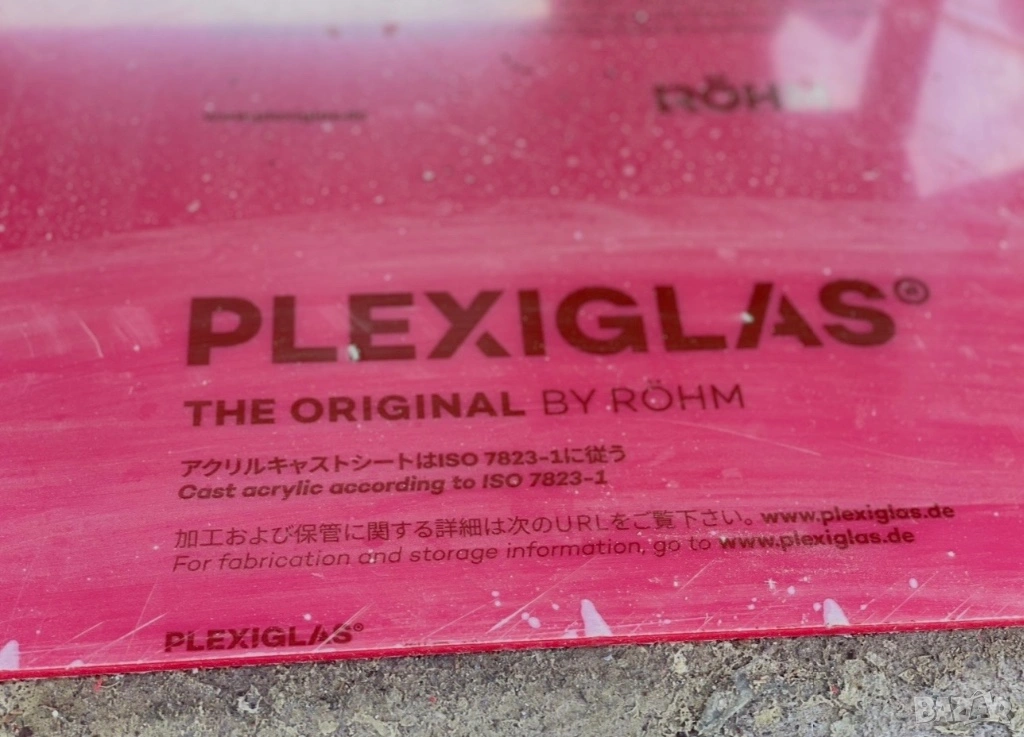 www.plexiglas.de
RÖHM
PLEXIGLAS®
THE ORIGINAL BY RÖHM
アクリルキャストシートはISO 7823-1に従う
Cast acrylic according to ISO 7823-1
加工および保管に関する詳細は次のURLをご覧下さい。www.plexiglas.de
For fabrication and storage information, go to www.plexiglas.de
PLEXIGLAS®
BAZAR